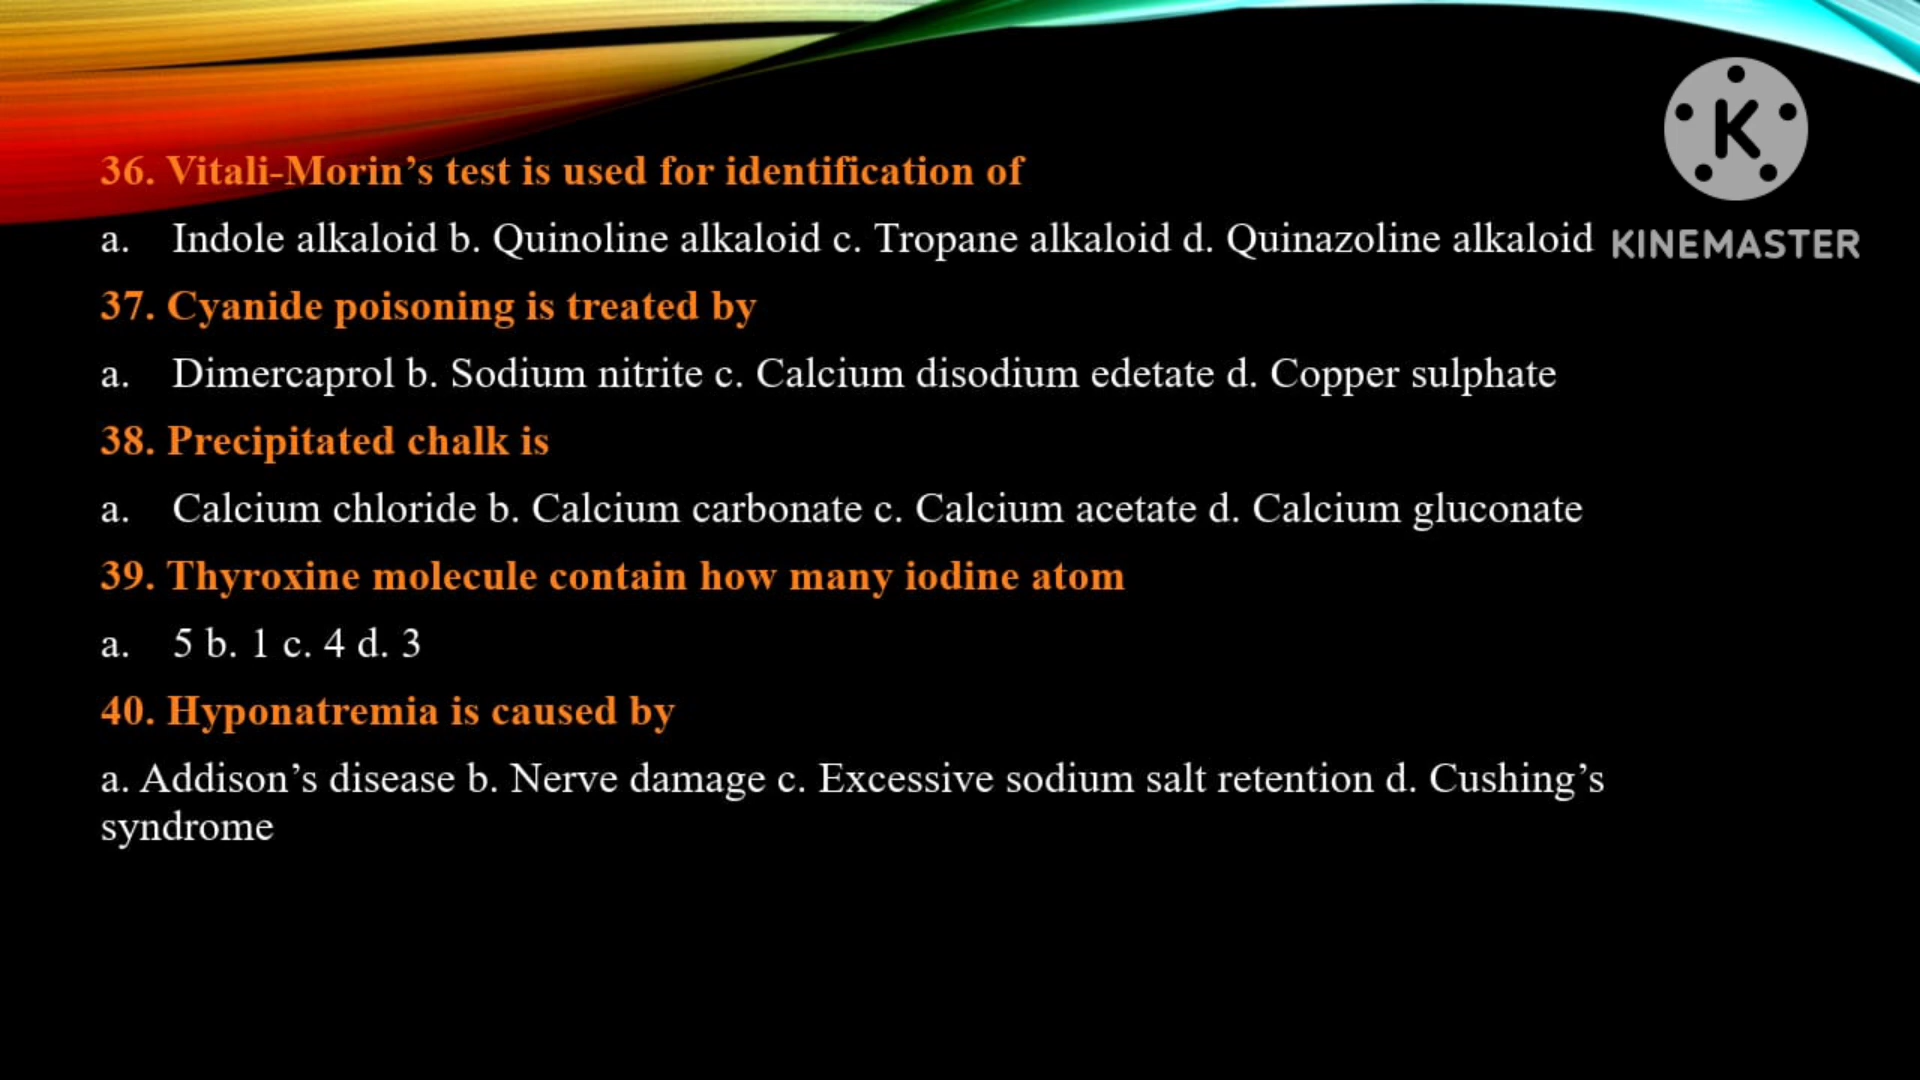 36. Vitali-Morin’s test is used for identification of
a. Indole alkaloid b. Quinoline alkaloid c. Tropane alkaloid d. Quinazoline alkaloid
KINEMASTER
37. Cyanide poisoning is treated by
a. Dimercaprol b. Sodium nitrite c. Calcium disodium edetate d. Copper sulphate
38. Precipitated chalk is
a. Calcium chloride b. Calcium carbonate c. Calcium acetate d. Calcium gluconate
39. Thyroxine molecule contain how many iodine atom
a. 5 b. 1 c. 4 d. 3
40. Hyponatremia is caused by
a. Addison’s disease b. Nerve damage c. Excessive sodium salt retention d. Cushing’s
syndrome